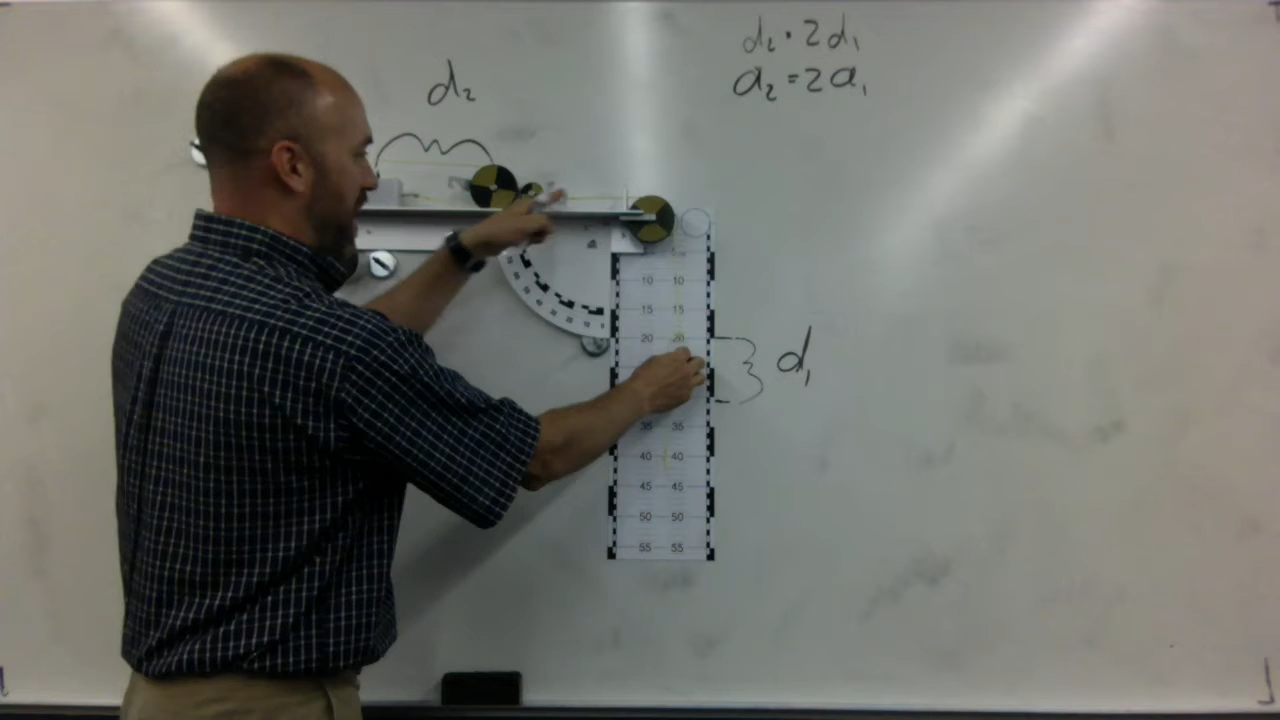 d₂ · 2d₁
a₂ = 2a₁
d₂
10 10
15 15
20 20
d₁
35 35
40 40
45 45
50 50
55 55